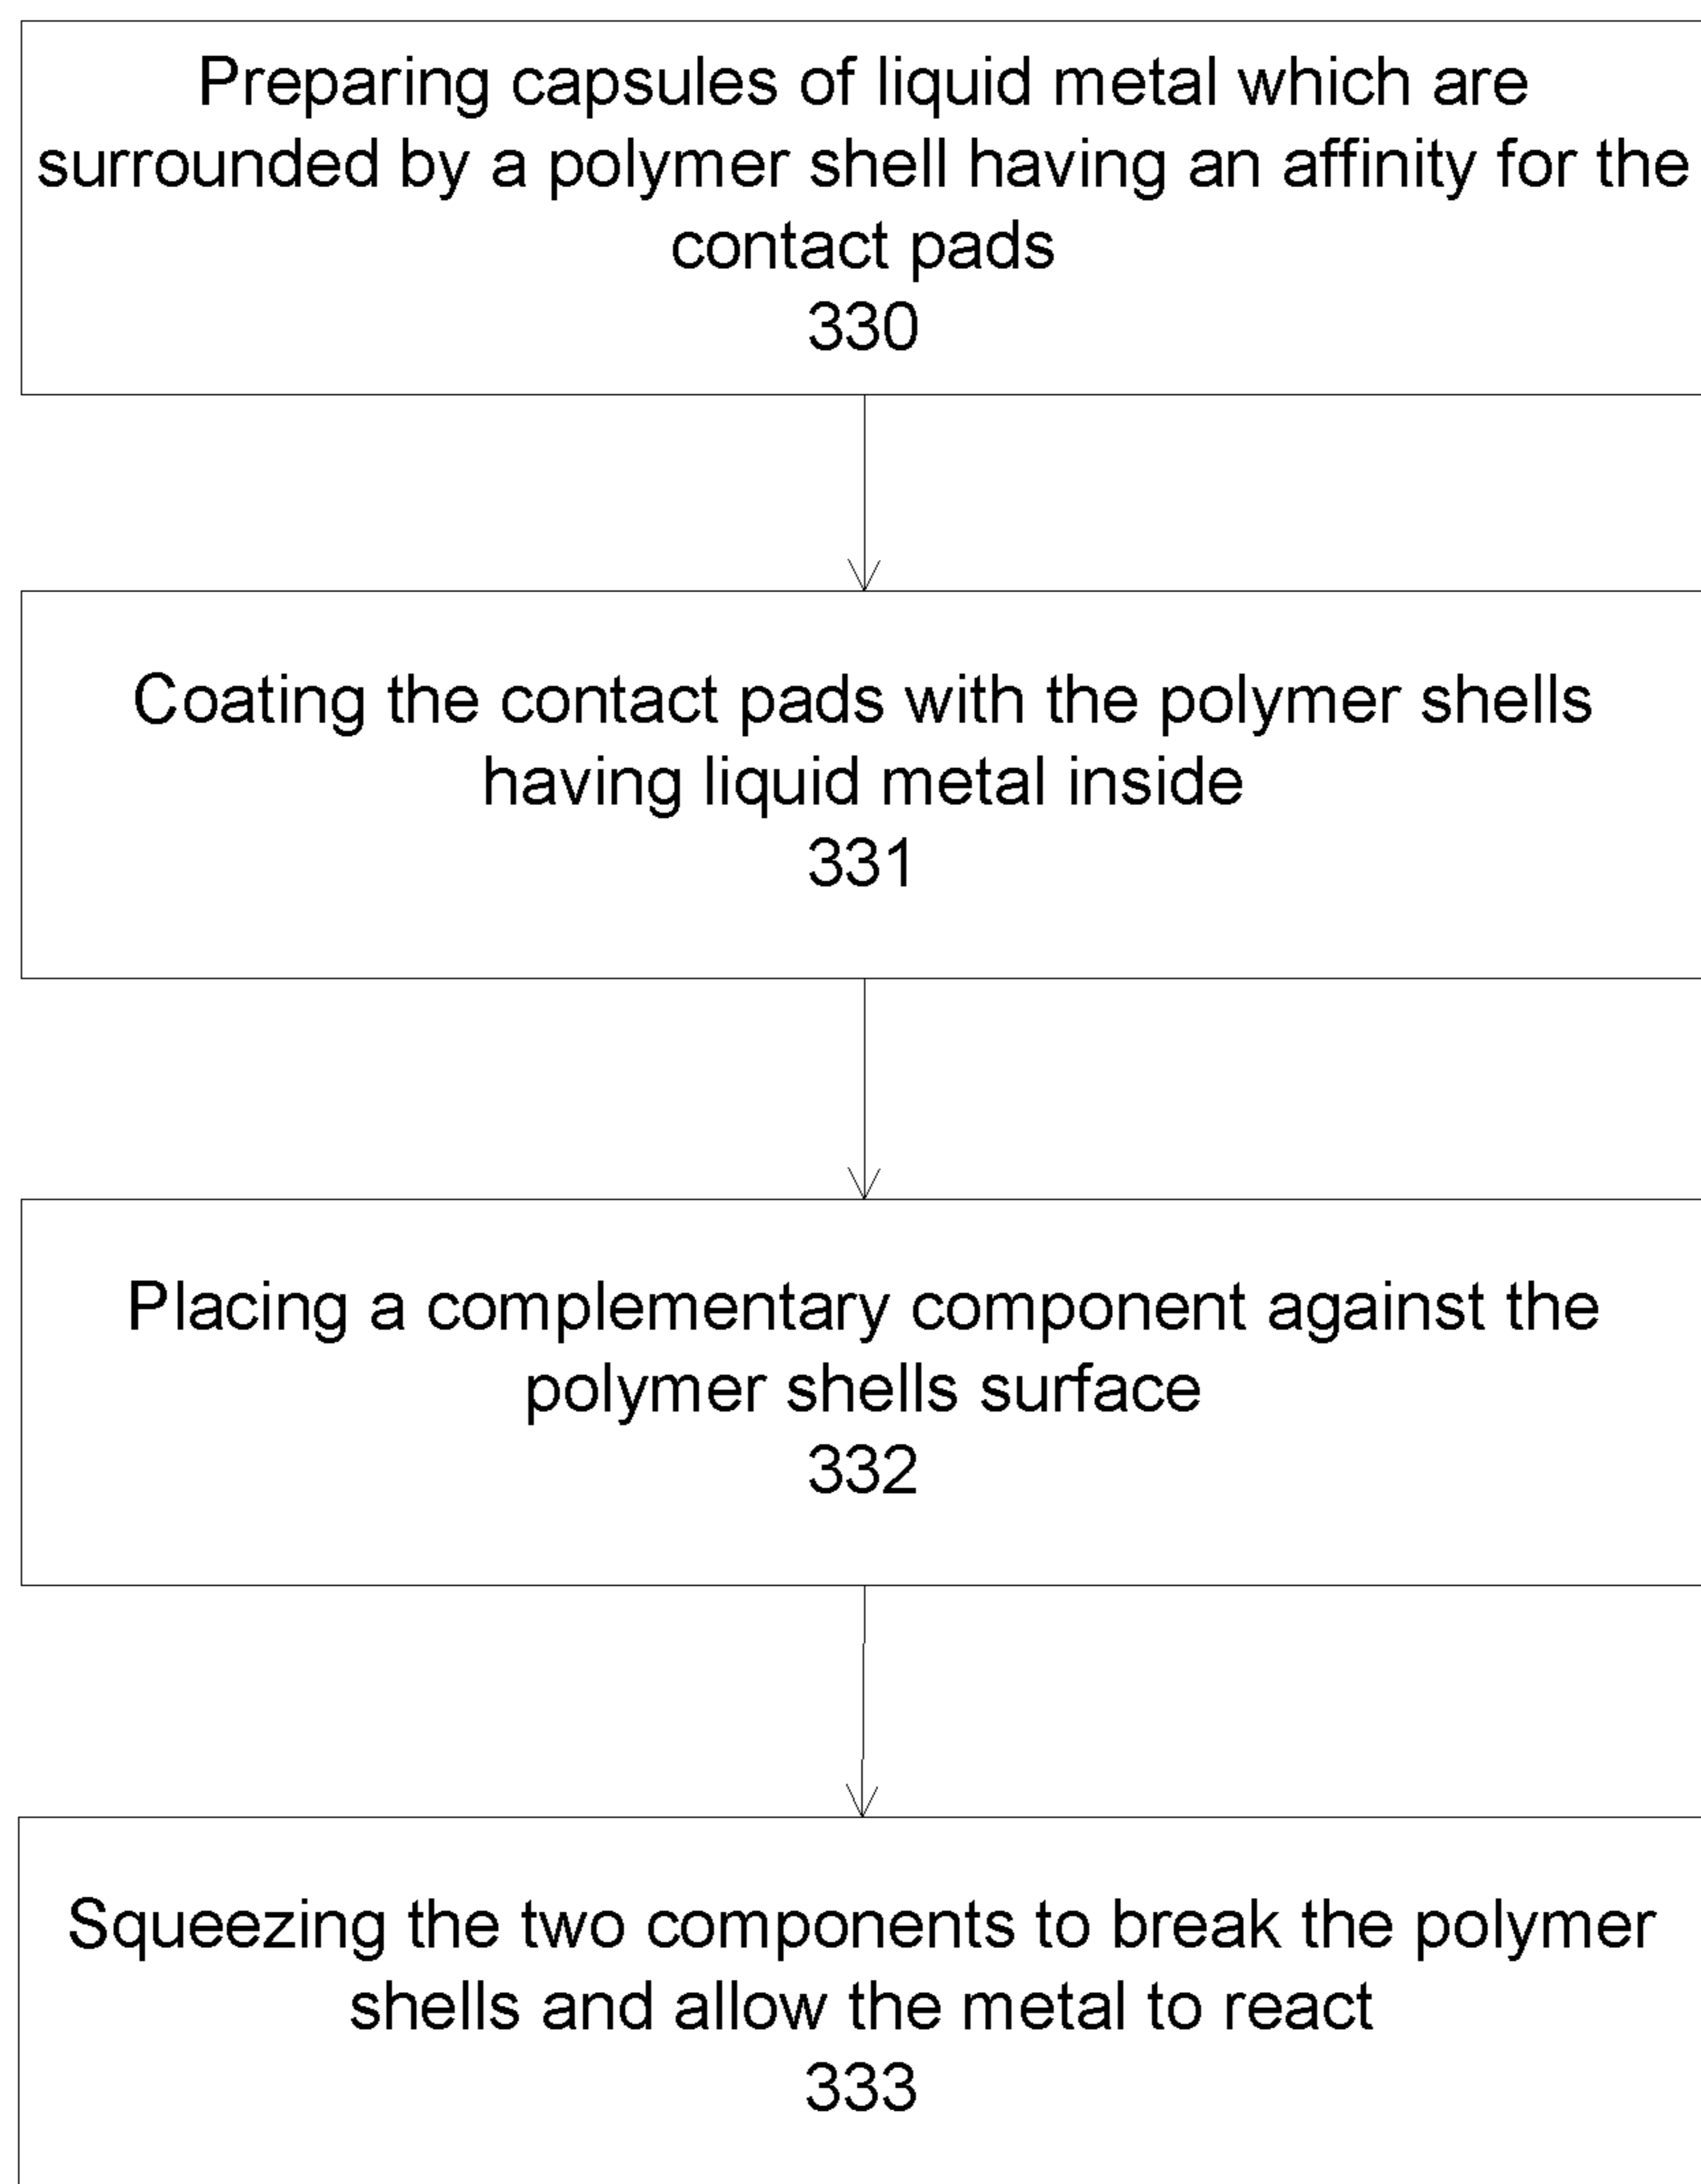 Preparing capsules of liquid metal which are
surrounded by a polymer shell having an affinity for the
contact pads
330
Coating the contact pads with the polymer shells
having liquid metal inside
331
Placing a complementary component against the
polymer shells surface
332
Squeezing the two components to break the polymer
shells and allow the metal to react
333